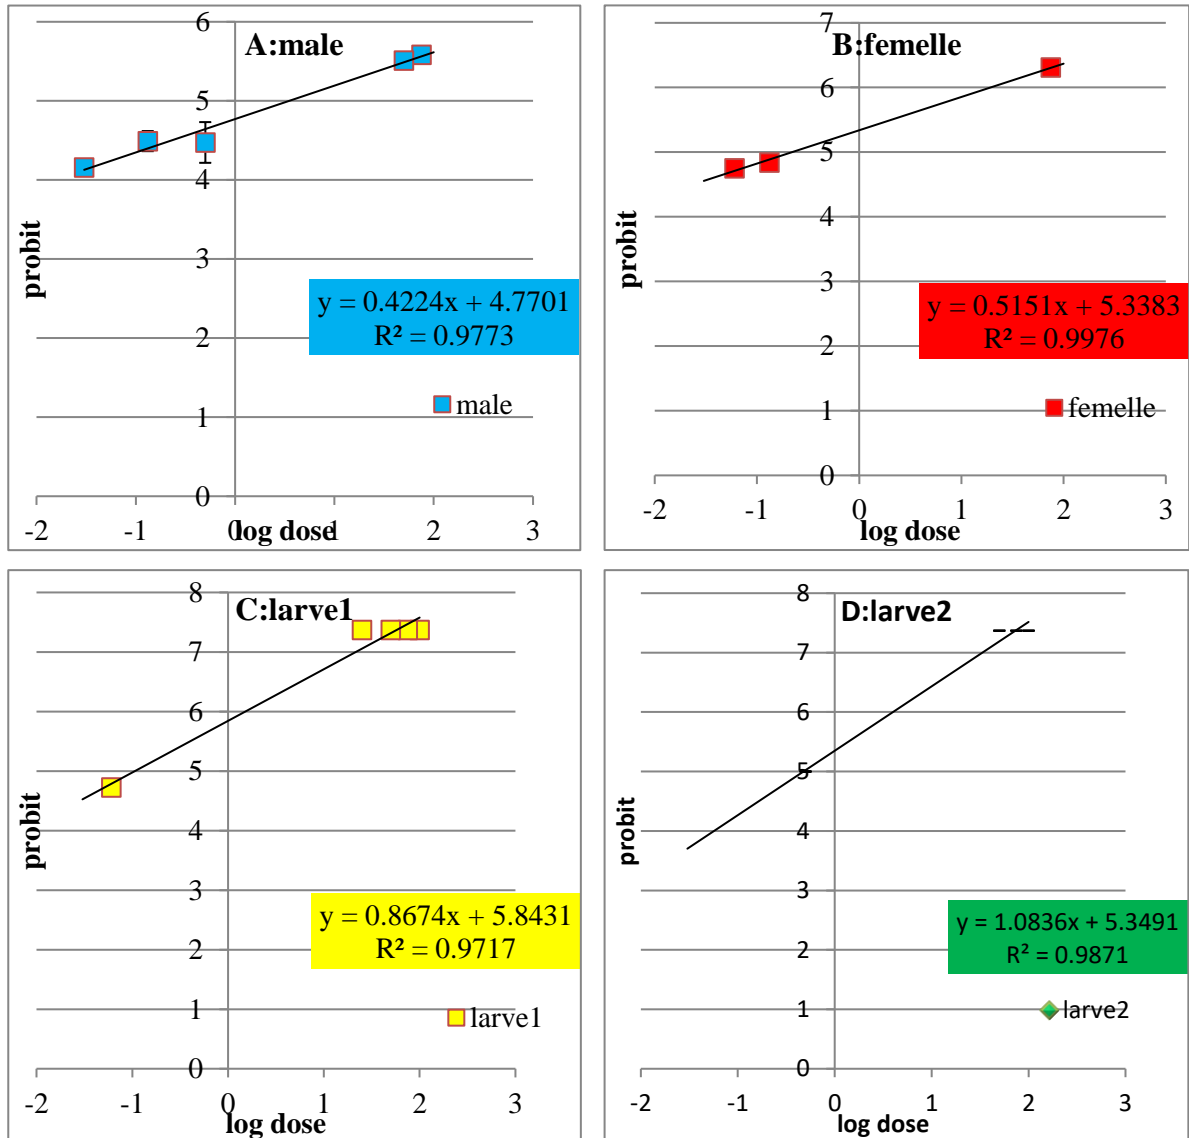 A:male
6
5
4
3
2
1
0
probit
y = 0.4224x + 4.7701
R² = 0.9773
male
-2
-1
0
1
2
3
log dose
B:femelle
7
6
5
4
3
2
1
0
probit
y = 0.5151x + 5.3383
R² = 0.9976
femelle
-2
-1
0
1
2
3
log dose
C:larve1
8
7
6
5
4
3
2
1
0
probit
y = 0.8674x + 5.8431
R² = 0.9717
larve1
-2
-1
0
1
2
3
log dose
D:larve2
8
7
6
5
4
3
2
1
0
probit
y = 1.0836x + 5.3491
R² = 0.9871
larve2
-2
-1
0
1
2
3
log dose